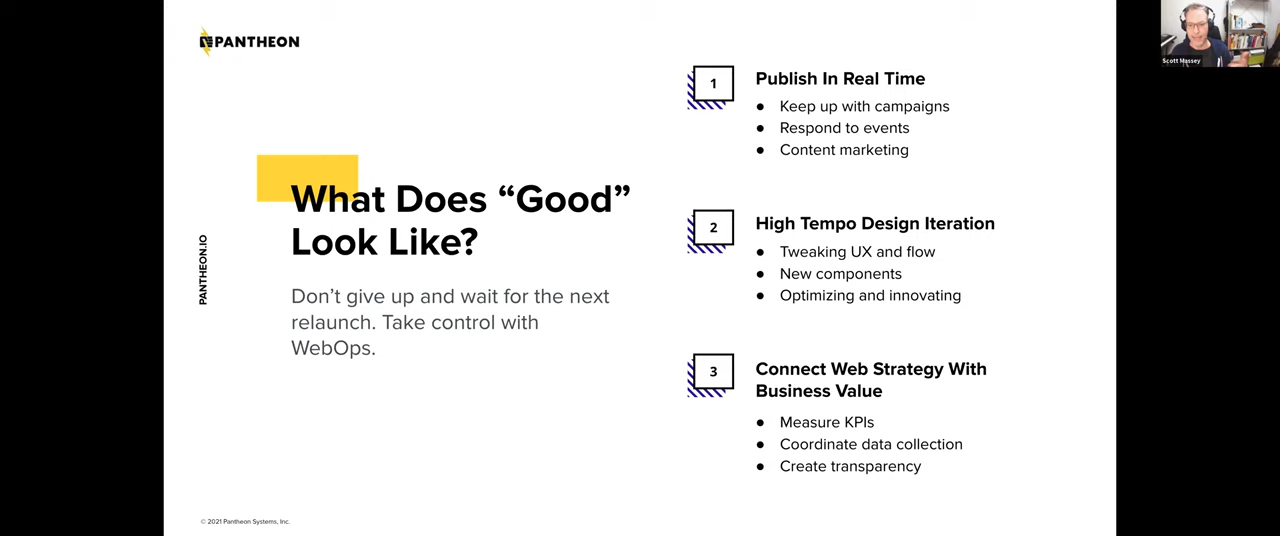 PANTHEON
PANTHEON.IO
What Does “Good”
Look Like?
Don’t give up and wait for the next
relaunch. Take control with
WebOps.
1
Publish In Real Time
● Keep up with campaigns
● Respond to events
● Content marketing
2
High Tempo Design Iteration
● Tweaking UX and flow
● New components
● Optimizing and innovating
3
Connect Web Strategy With
Business Value
● Measure KPIs
● Coordinate data collection
● Create transparency
© 2021 Pantheon Systems, Inc.
Scott Massey